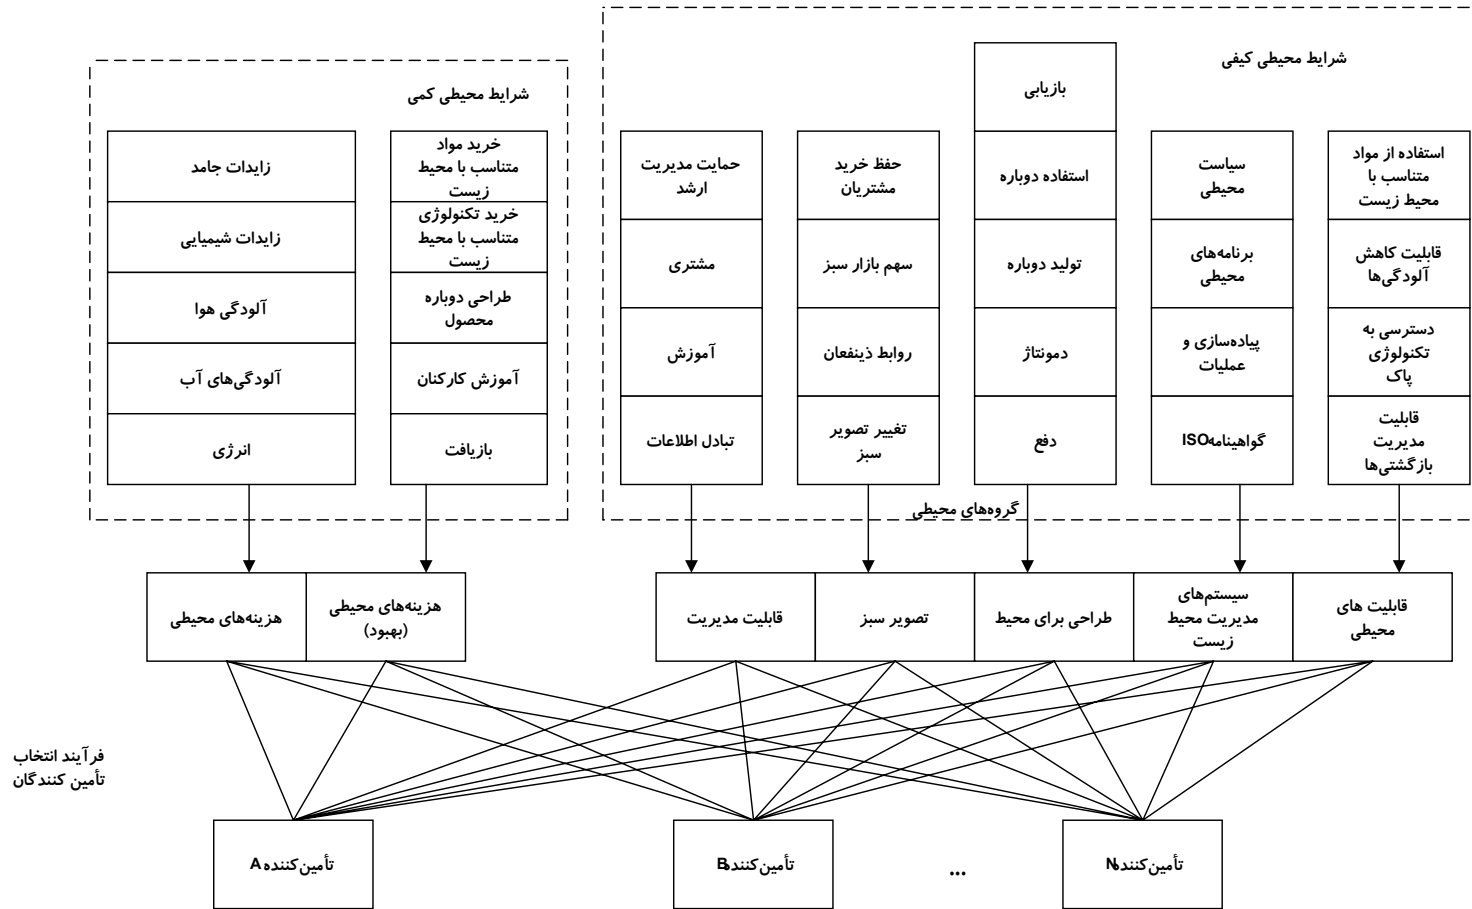 شرایط محیطی کیفی
شرایط محیطی کمی
زایدات جامد
زایدات شیمیایی
آلودگی هوا
آلودگی‌های آب
انرژی
خرید مواد
متناسب با محیط
زیست
خرید تکنولوژی
متناسب با محیط
زیست
طراحی دوباره
محصول
آموزش کارکنان
بازیافت
حمایت مدیریت
ارشد
مشتری
آموزش
تبادل اطلاعات
حفظ خرید
مشتریان
سهم بازار سبز
روابط ذینفعان
تغییر تصویر
سبز
بازیابی
استفاده دوباره
تولید دوباره
دمونتاژ
دفع
سیاست
محیطی
برنامه‌های
محیطی
پیاده‌سازی و
عملیات
گواهینامهISO
استفاده از مواد
متناسب با
محیط زیست
قابلیت کاهش
آلودگی‌ها
دسترسی به
تکنولوژی
پاک
قابلیت
مدیریت
بازگشتی‌ها
گروه‌های محیطی
هزینه‌های محیطی
هزینه‌های محیطی
(بهبود)
قابلیت مدیریت
تصویر سبز
طراحی برای محیط
سیستم‌های
مدیریت محیط
زیست
قابلیت های
محیطی
فرآیند انتخاب
تأمین کنندگان
تأمین‌کننده A
تأمین‌کنندهB
...
تأمین‌کنندهN